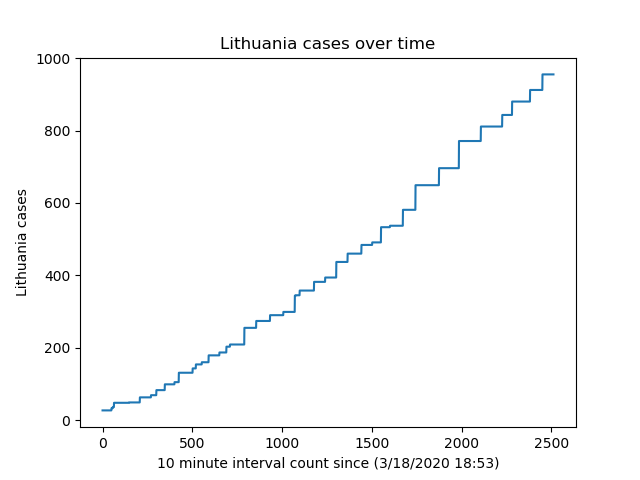 Lithuania cases over time
1000
800
600
400
200
0
Lithuania cases
0 500 1000 1500 2000 2500
10 minute interval count since (3/18/2020 18:53)